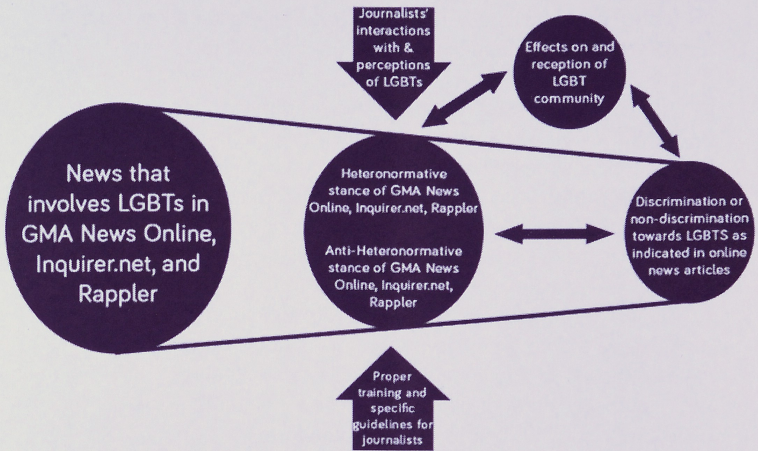 Journalists'
interactions
with &
perceptions
of LGBTs
Effects on and
reception of
LGBT
community
News that
involves LGBTs in
GMA News Online,
Inquirer.net, and
Rappler
Heteronormative
stance of GMA News
Online, Inquirer.net, Rappler
Anti-Heteronormative
stance of GMA News
Online, Inquirer.net,
Rappler
Discrimination or
non-discrimination
towards LGBTS as
indicated in online
news articles
Proper
training and
specific
guidelines for
journalists